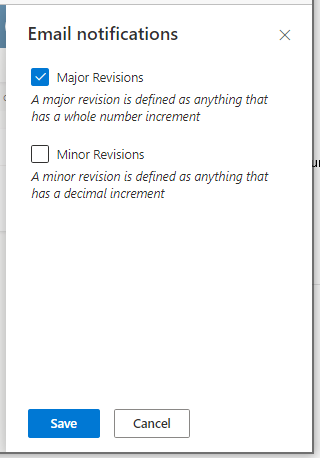 Email notifications
Major Revisions
A major revision is defined as anything that
has a whole number increment
Minor Revisions
A minor revision is defined as anything that
has a decimal increment
Save
Cancel